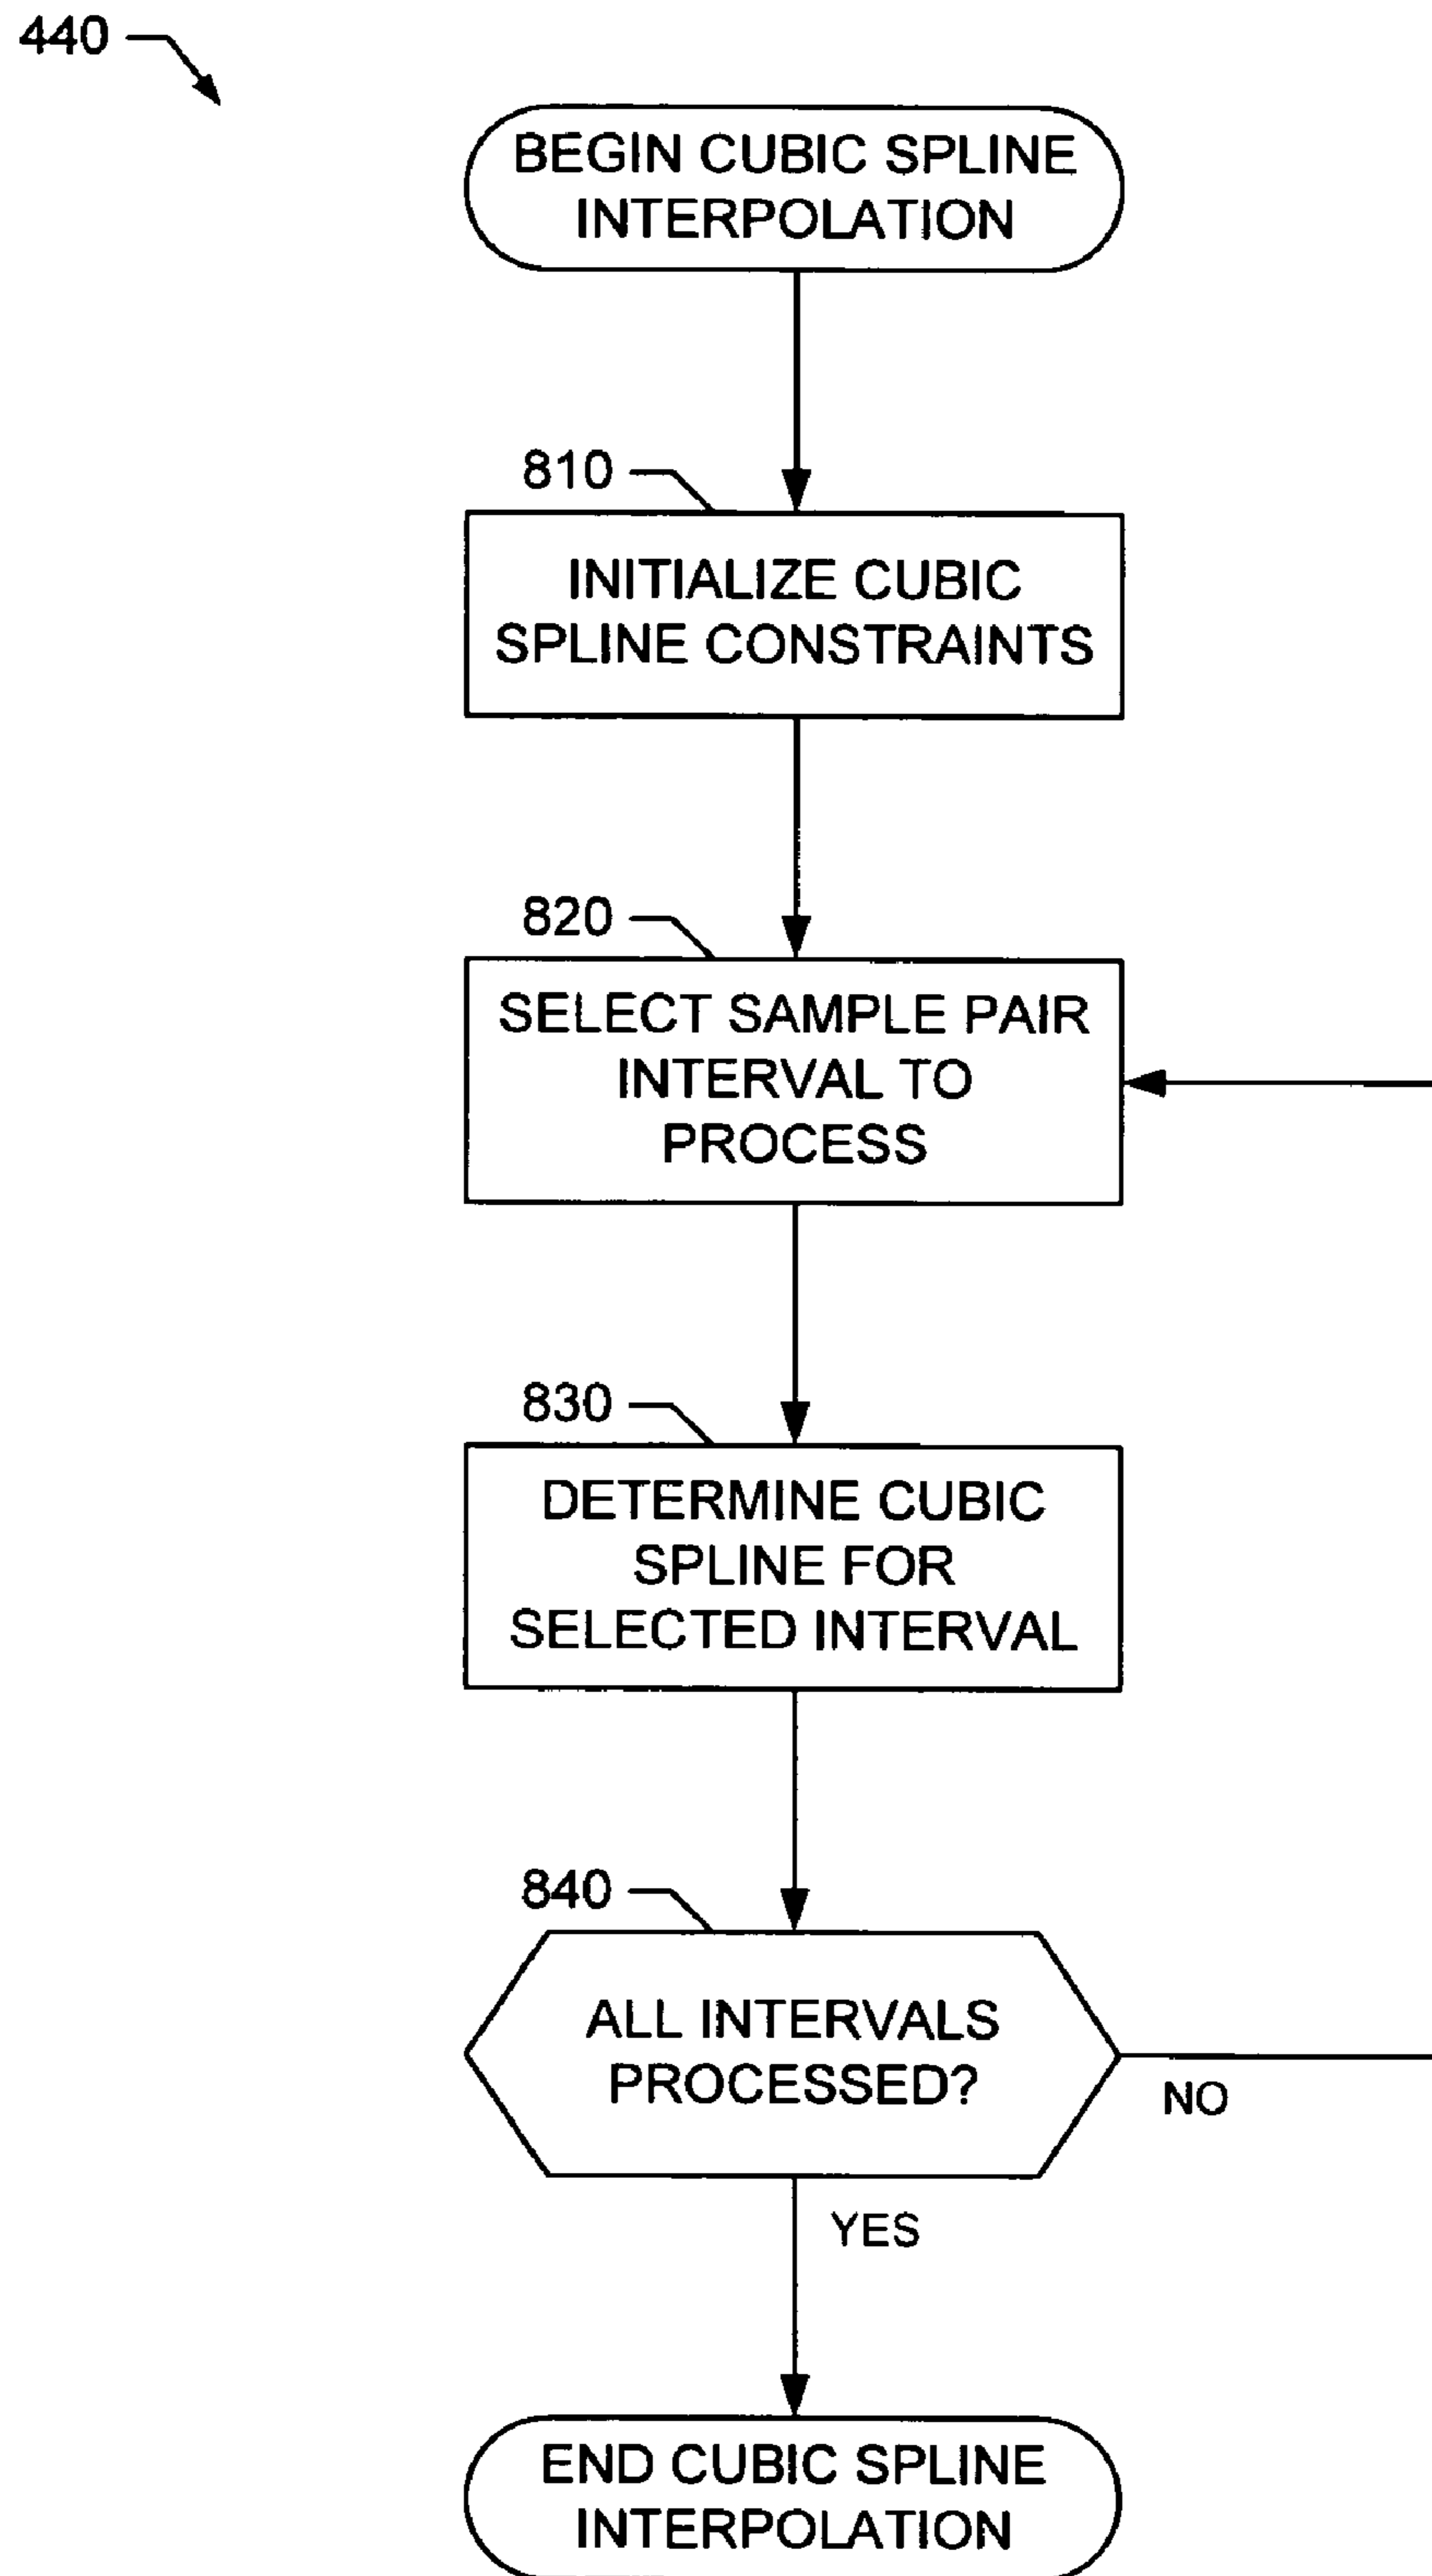 440
BEGIN CUBIC SPLINE
INTERPOLATION
810
INITIALIZE CUBIC
SPLINE CONSTRAINTS
820
SELECT SAMPLE PAIR
INTERVAL TO
PROCESS
830
DETERMINE CUBIC
SPLINE FOR
SELECTED INTERVAL
840
ALL INTERVALS
PROCESSED?
NO
YES
END CUBIC SPLINE
INTERPOLATION